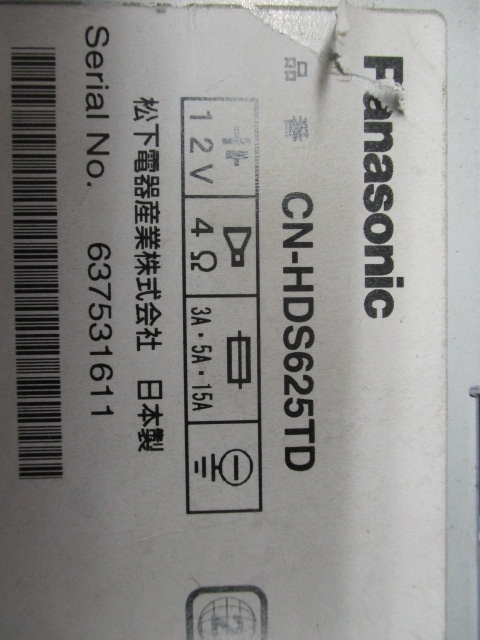 Panasonic
品番 CN-HDS625TD
12V 4Ω 3A・5A・15A
松下電器産業株式会社 日本製
Serial No. 637531611
2